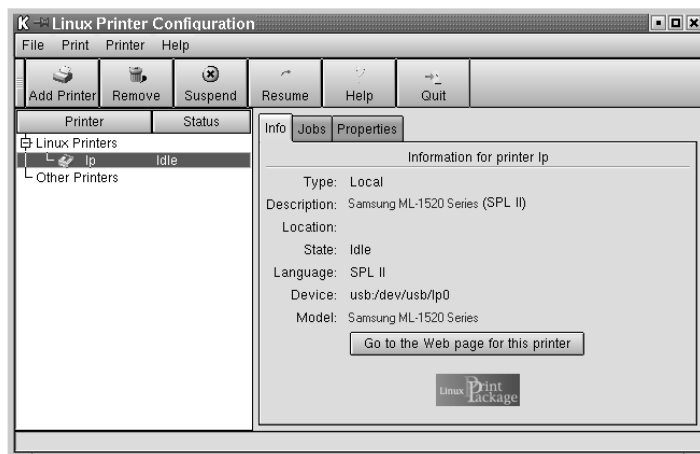 K Linux Printer Configuration
File Print Printer Help
Add Printer Remove Suspend Resume Help Quit
Printer Status
Linux Printers
lp Idle
Other Printers
Info Jobs Properties
Information for printer lp
Type: Local
Description: Samsung ML-1520 Series (SPL II)
Location:
State: Idle
Language: SPL II
Device: usb:/dev/usb/lp0
Model: Samsung ML-1520 Series
Go to the Web page for this printer
Linux Print Package